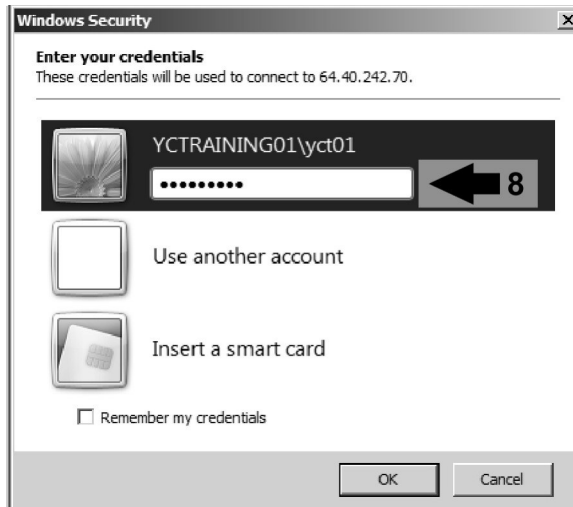 Windows Security
Enter your credentials
These credentials will be used to connect to 64.40.242.70.
YCTRAINING01\yct01
•••••••••
8
Use another account
Insert a smart card
Remember my credentials
OK
Cancel